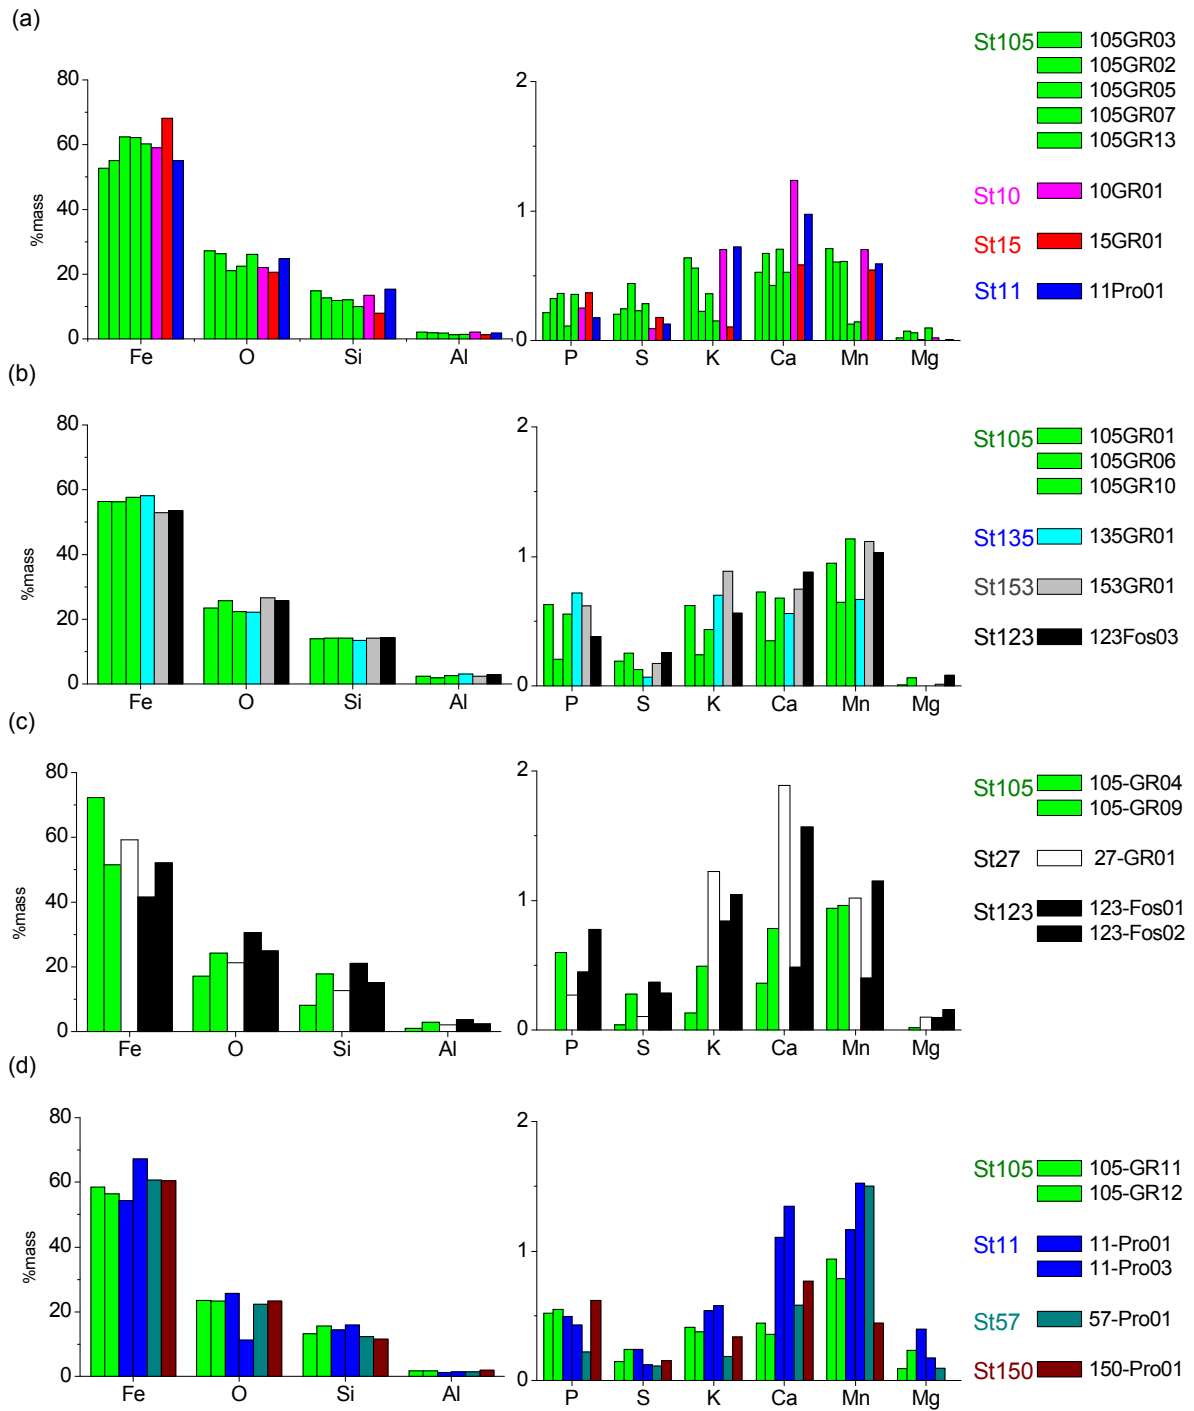 (a)
80
60
40
20
0
%mass
Fe O Si Al
2
1
0
P S K Ca Mn Mg
St105 105GR03
105GR02
105GR05
105GR07
105GR13
St10 10GR01
St15 15GR01
St11 11Pro01
(b)
80
60
40
20
0
%mass
Fe O Si Al
2
1
0
P S K Ca Mn Mg
St105 105GR01
105GR06
105GR10
St135 135GR01
St153 153GR01
St123 123Fos03
(c)
80
60
40
20
0
%mass
Fe O Si Al
2
1
0
P S K Ca Mn Mg
St105 105-GR04
105-GR09
St27 27-GR01
St123 123-Fos01
123-Fos02
(d)
80
60
40
20
0
%mass
Fe O Si Al
2
1
0
P S K Ca Mn Mg
St105 105-GR11
105-GR12
St11 11-Pro01
11-Pro03
St57 57-Pro01
St150 150-Pro01